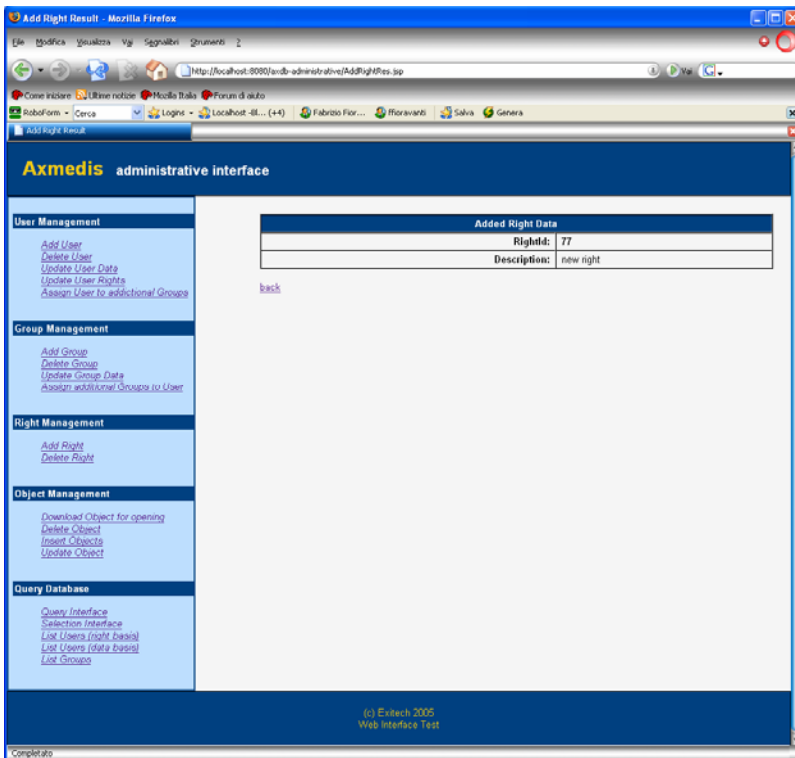 Add Right Result - Mozilla Firefox
File Modifica Visualizza Vai Segnalibri Strumenti ?
http://localhost:8080/axdb-administrative/AddRightRes.jsp Vai
Come iniziare Ultime notizie Mozilla Italia Forum di aiuto
RoboForm Cerca Logins Localhost -8l... (+4) Fabrizio Fior... ffioravanti Salva Genera
Add Right Result
Axmedis administrative interface
User Management
Add User
Delete User
Update User Data
Update User Rights
Assign User to addictional Groups
Group Management
Add Group
Delete Group
Update Group Data
Assign additional Groups to User
Right Management
Add Right
Delete Right
Object Management
Download Object for opening
Delete Object
Insert Objects
Update Object
Query Database
Query Interface
Selection Interface
List Users (right basis)
List Users (data basis)
List Groups
Added Right Data
RightId: 77
Description: new right
back
(c) Exitech 2005
Web Interface Test
Completato